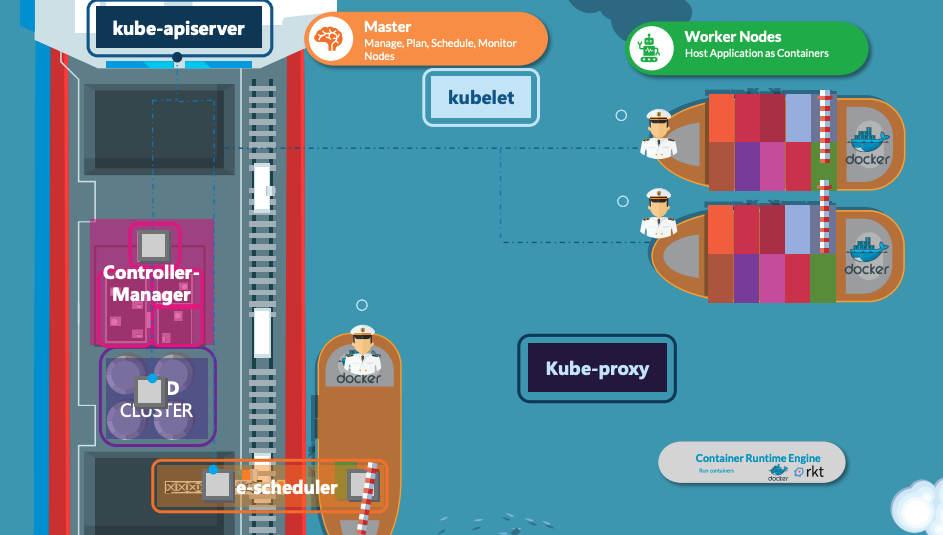 kube-apiserver
Master
Manage, Plan, Schedule, Monitor
Nodes
Worker Nodes
Host Application as Containers
kubelet
docker
docker
Controller-
Manager
docker
Kube-proxy
D
CLUSTER
e-scheduler
Container Runtime Engine
Run containers
docker
rkt